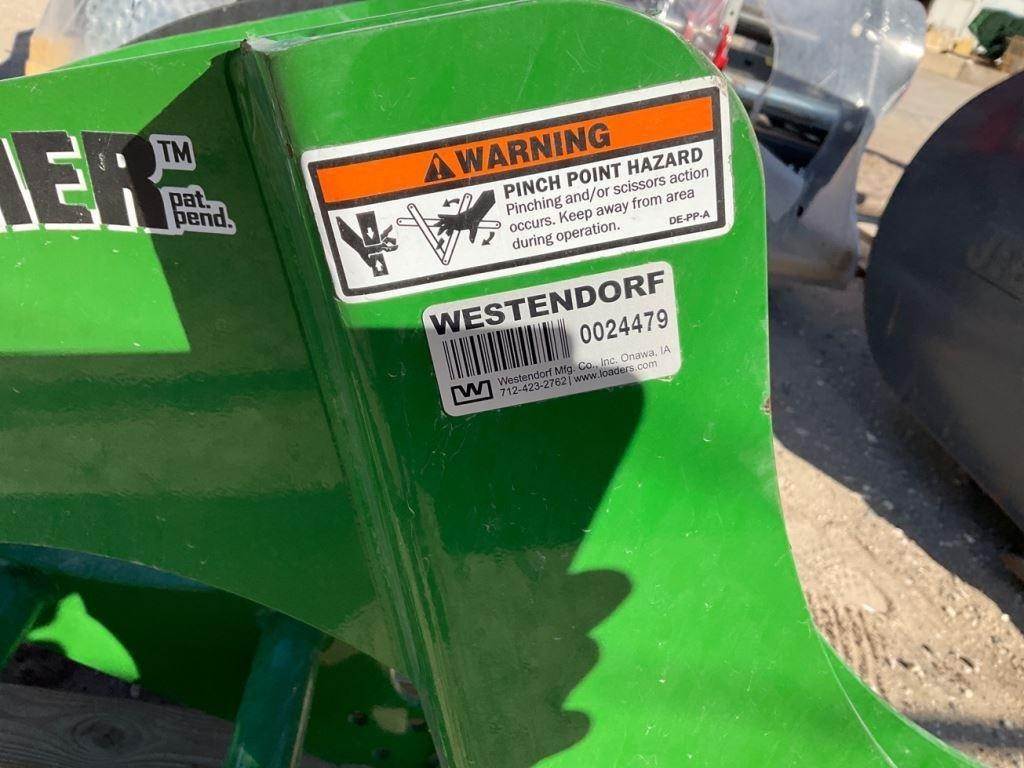 TM
pat.
pend.
WARNING
PINCH POINT HAZARD
Pinching and/or scissors action
occurs. Keep away from area
during operation.
DE-PP-A
WESTENDORF
0024479
Westendorf Mfg. Co., Inc. Onawa, IA
712-423-2762 | www.loaders.com
W